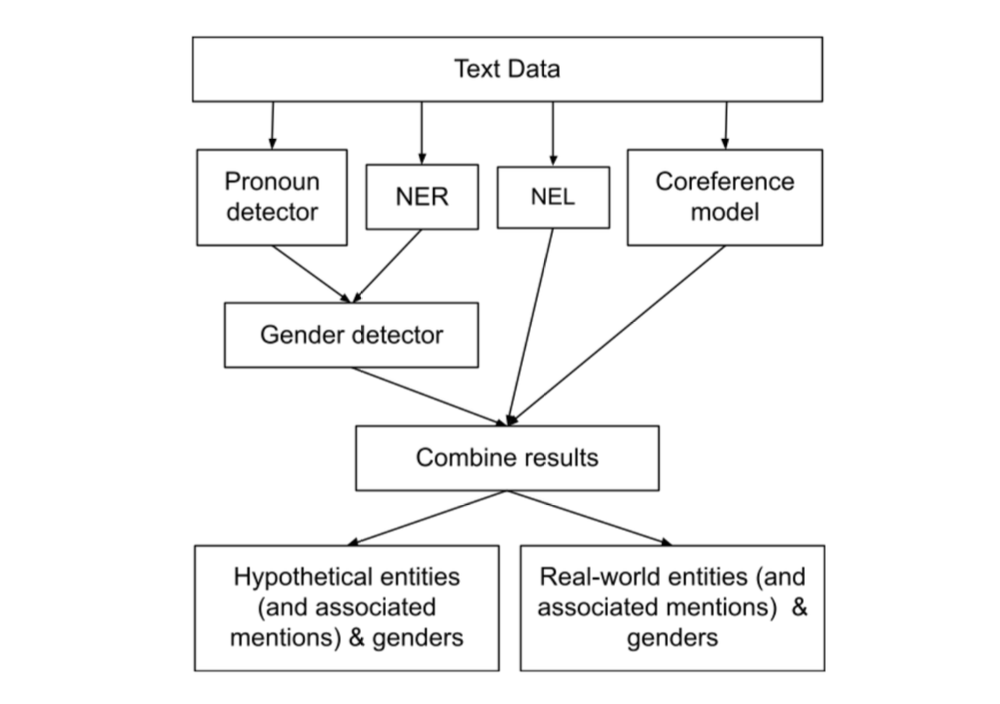 Text Data
Pronoun
detector
NER
NEL
Coreference
model
Gender detector
Combine results
Hypothetical entities
(and associated
mentions) & genders
Real-world entities (and
associated mentions) &
genders